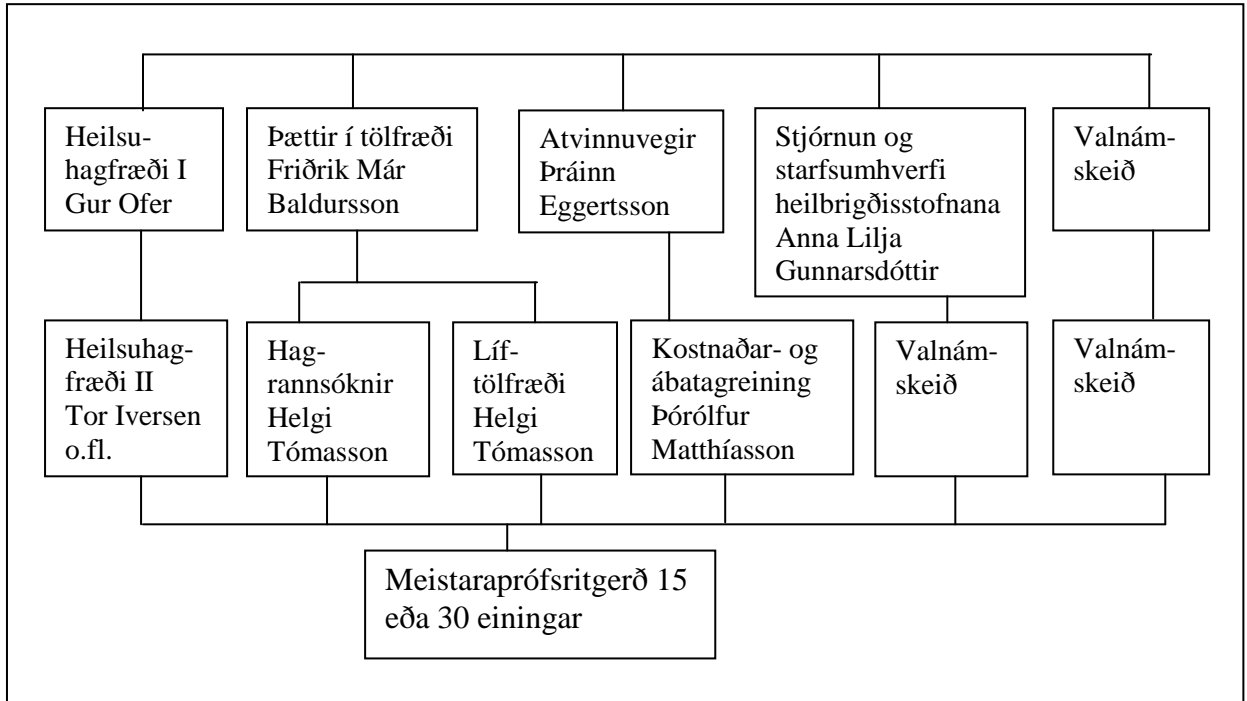 Heilsu-
hagfræði I
Gur Ofer
Þættir í tölfræði
Friðrik Már
Baldursson
Atvinnuvegir
Þráinn
Eggertsson
Stjórnun og
starfsumhverfi
heilbrigðisstofnana
Anna Lilja
Gunnarsdóttir
Valnám-
skeið
Heilsuhag-
fræði II
Tor Iversen
o.fl.
Hag-
rannsóknir
Helgi
Tómasson
Líf-
tölfræði
Helgi
Tómasson
Kostnaðar- og
ábatagreining
Þórólfur
Matthíasson
Valnám-
skeið
Valnám-
skeið
Meistaraprófsritgerð 15
eða 30 einingar